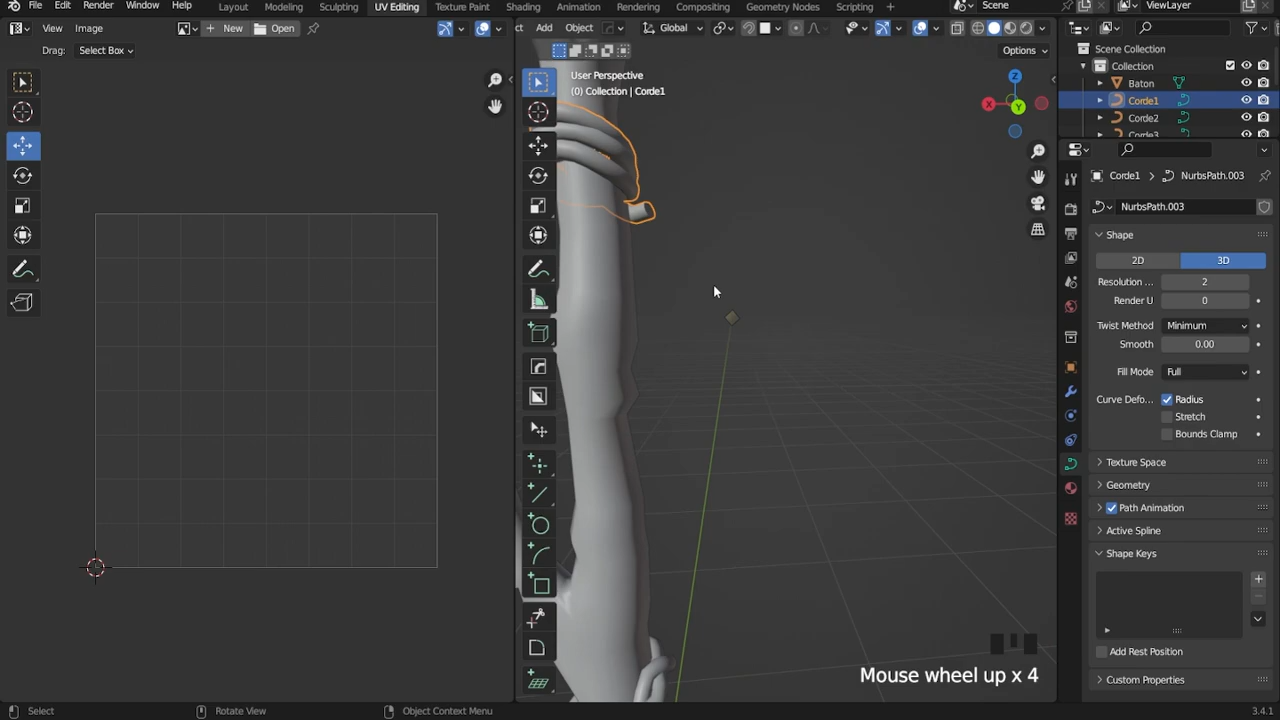 File Edit Render Window Help Layout Modeling Sculpting UV Editing Texture Paint Shading Animation Rendering Compositing Geometry Nodes Scripting + Scene ViewLayer
View Image + New Open ct Add Object Global
Drag: Select Box Options
User Perspective
(0) Collection | Corde1
Z
X
Y
Scene Collection
Collection
Baton
Corde1
Corde2
Corde3
Corde1 > NurbsPath.003
NurbsPath.003
Shape
2D 3D
Resolution ... 2
Render U 0
Twist Method Minimum
Smooth 0.00
Fill Mode Full
Curve Defo... Radius
Stretch
Bounds Clamp
Texture Space
Geometry
Path Animation
Active Spline
Shape Keys
Add Rest Position
Custom Properties
Mouse wheel up x 4
Select Rotate View Object Context Menu 3.4.1